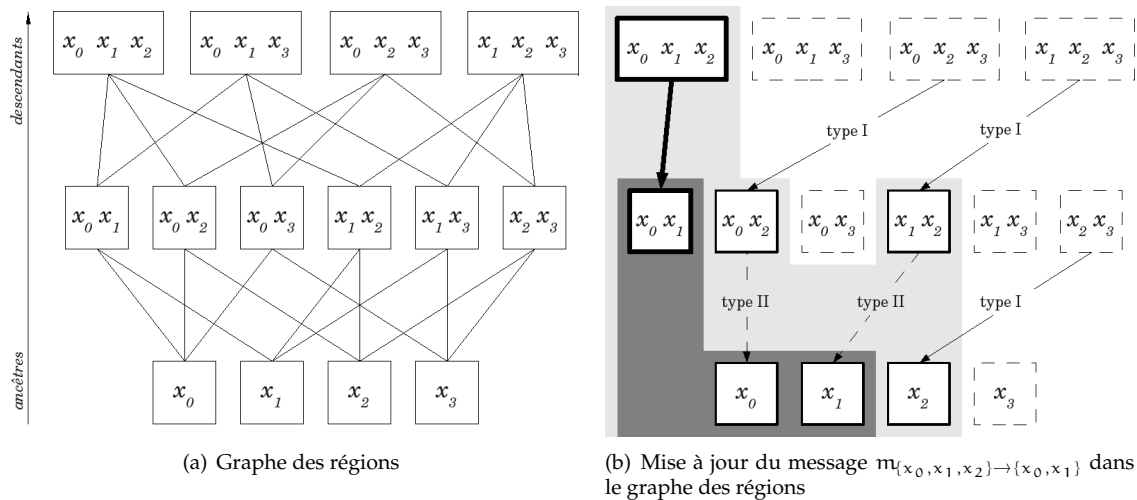 descendants
ancêtres
x₀ x₁ x₂
x₀ x₁ x₃
x₀ x₂ x₃
x₁ x₂ x₃
x₀ x₁
x₀ x₂
x₀ x₃
x₁ x₂
x₁ x₃
x₂ x₃
x₀
x₁
x₂
x₃
(a) Graphe des régions
x₀ x₁ x₂
x₀ x₁ x₃
x₀ x₂ x₃
x₁ x₂ x₃
type I
type I
x₀ x₁
x₀ x₂
x₀ x₃
x₁ x₂
x₁ x₃
x₂ x₃
type II
type II
type I
x₀
x₁
x₂
x₃
(b) Mise à jour du message m{x₀,x₁,x₂}→{x₀,x₁} dans
le graphe des régions